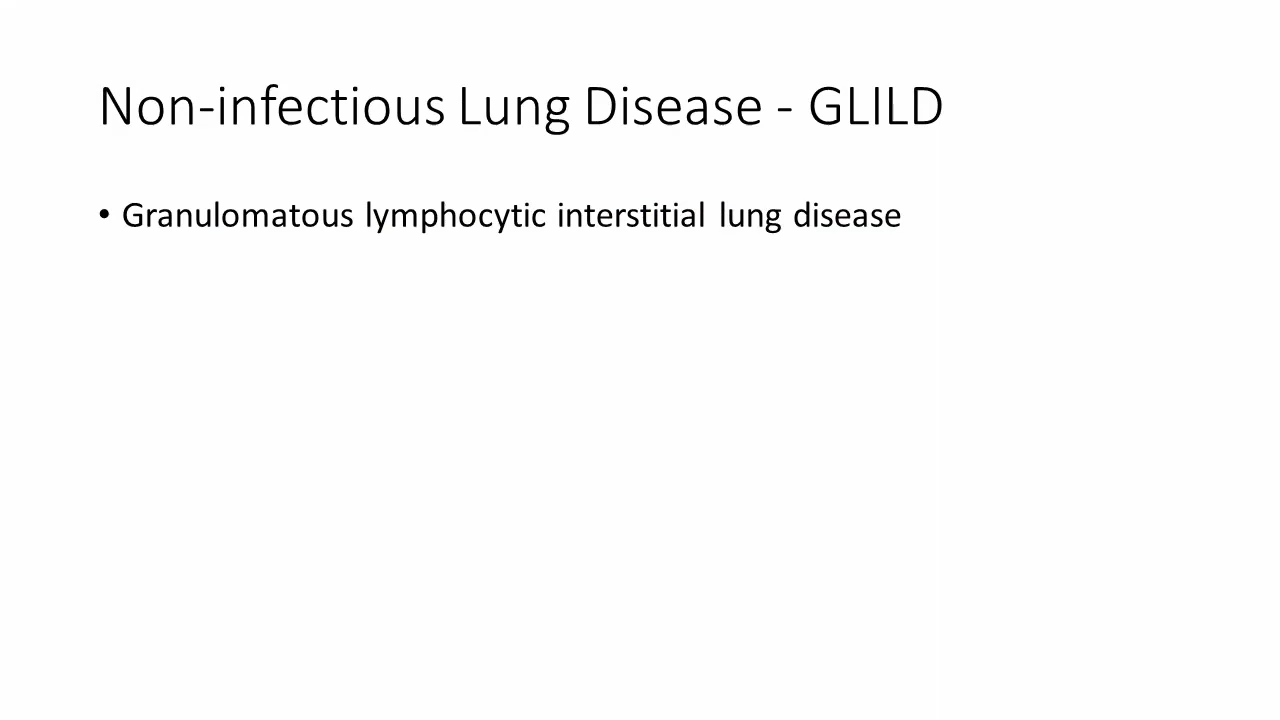 Non-infectious Lung Disease - GLILD
• Granulomatous lymphocytic interstitial lung disease